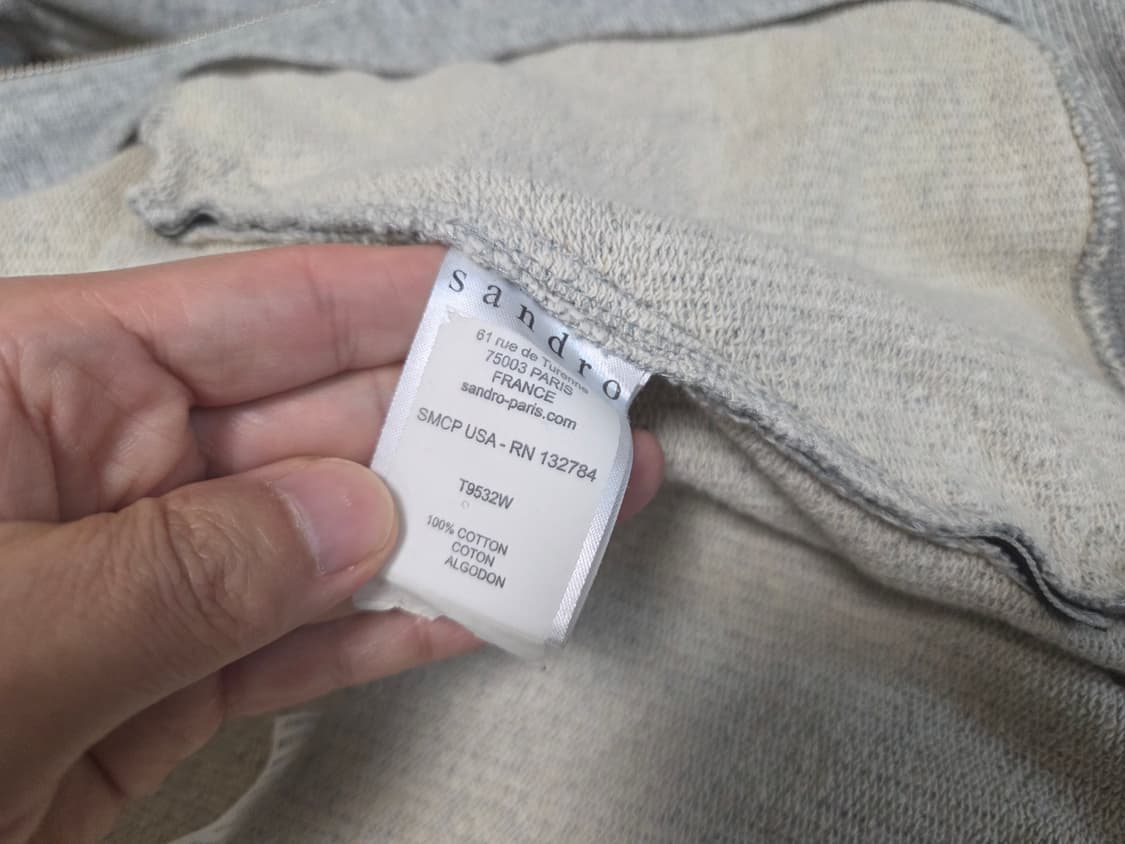 sandro
61 rue de Turenne
75003 PARIS
FRANCE
sandro-paris.com
SMCP USA - RN 132784
T9532W
100% COTTON
COTON
ALGODON